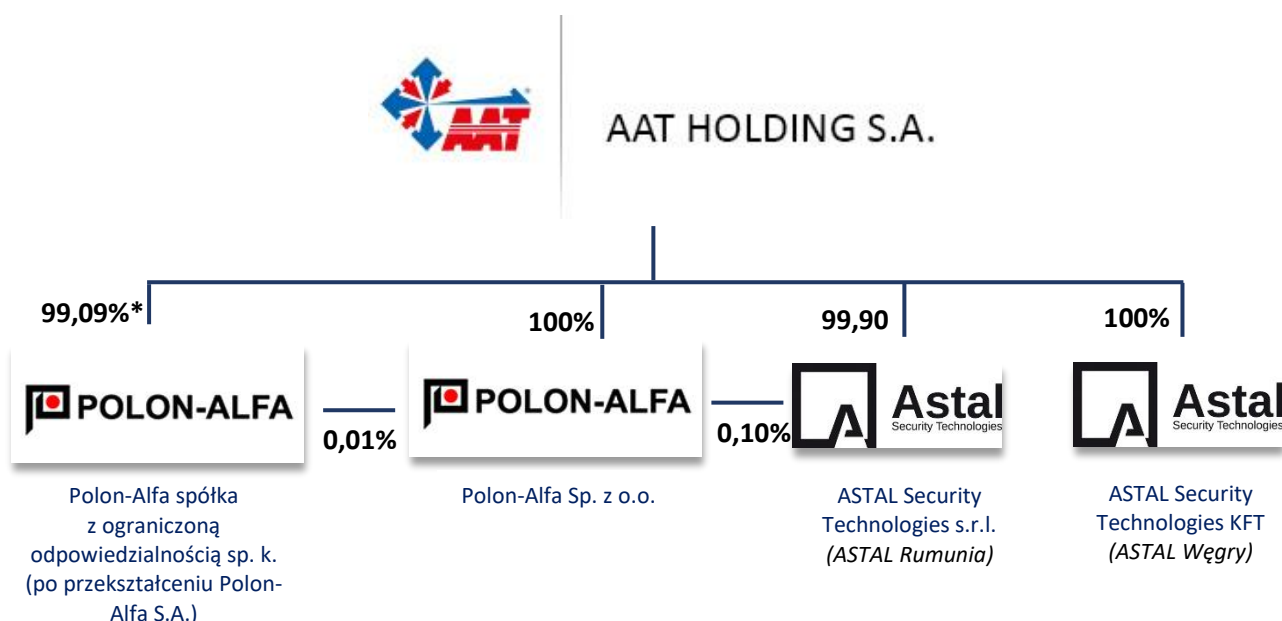 AAT
AAT HOLDING S.A.
99,09%*
100%
99,90
100%
POLON-ALFA
0,01%
POLON-ALFA
0,10%
Astal
Security Technologies
Astal
Security Technologies
Polon-Alfa spółka
z ograniczoną
odpowiedzialnością sp. k.
(po przekształceniu Polon-
Alfa S.A.)
Polon-Alfa Sp. z o.o.
ASTAL Security
Technologies s.r.l.
(ASTAL Rumunia)
ASTAL Security
Technologies KFT
(ASTAL Węgry)